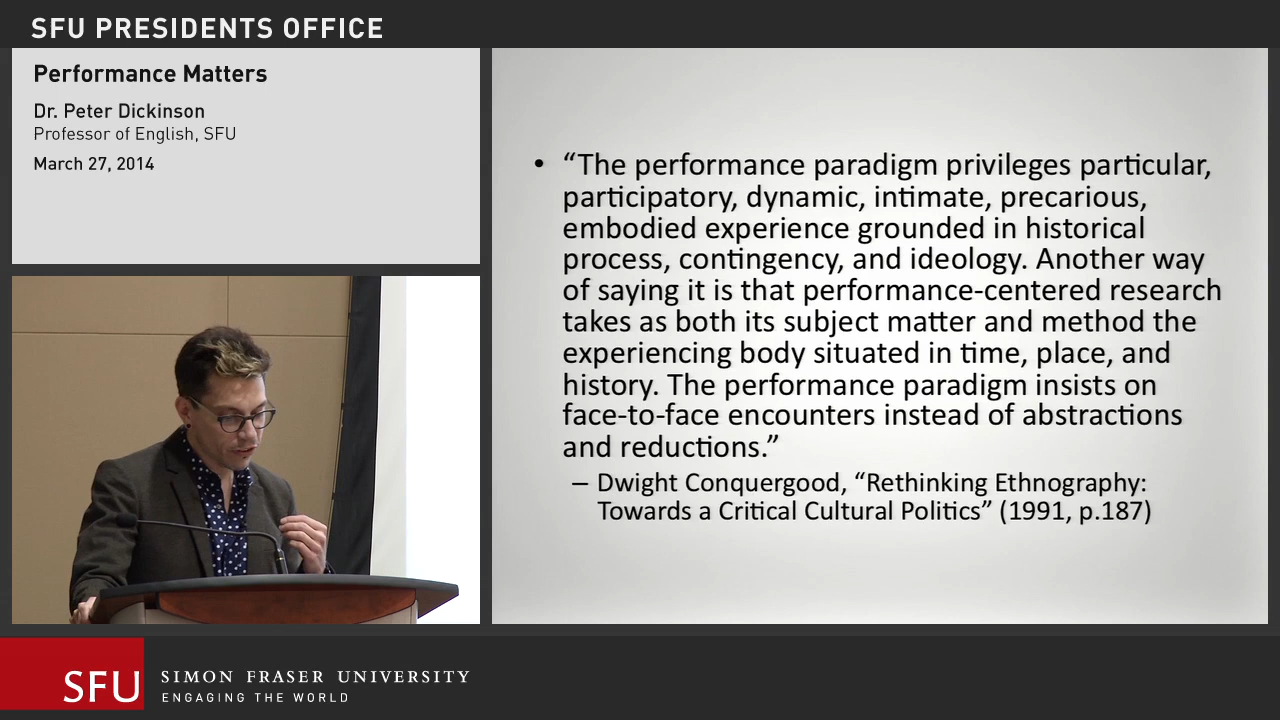 SFU PRESIDENTS OFFICE
Performance Matters
Dr. Peter Dickinson
Professor of English, SFU
March 27, 2014
• “The performance paradigm privileges particular,
participatory, dynamic, intimate, precarious,
embodied experience grounded in historical
process, contingency, and ideology. Another way
of saying it is that performance-centered research
takes as both its subject matter and method the
experiencing body situated in time, place, and
history. The performance paradigm insists on
face-to-face encounters instead of abstractions
and reductions.”
– Dwight Conquergood, “Rethinking Ethnography:
Towards a Critical Cultural Politics” (1991, p.187)
SFU
SIMON FRASER UNIVERSITY
ENGAGING THE WORLD